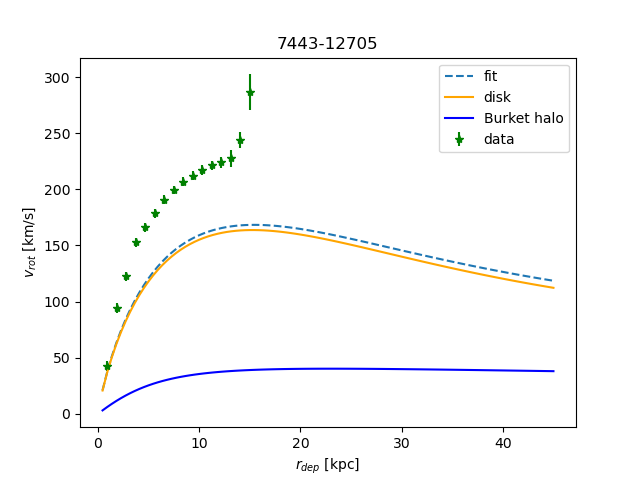 7443-12705
300
250
200
150
100
50
0
v_rot [km/s]
fit
disk
Burket halo
data
0 10 20 30 40
r_dep [kpc]